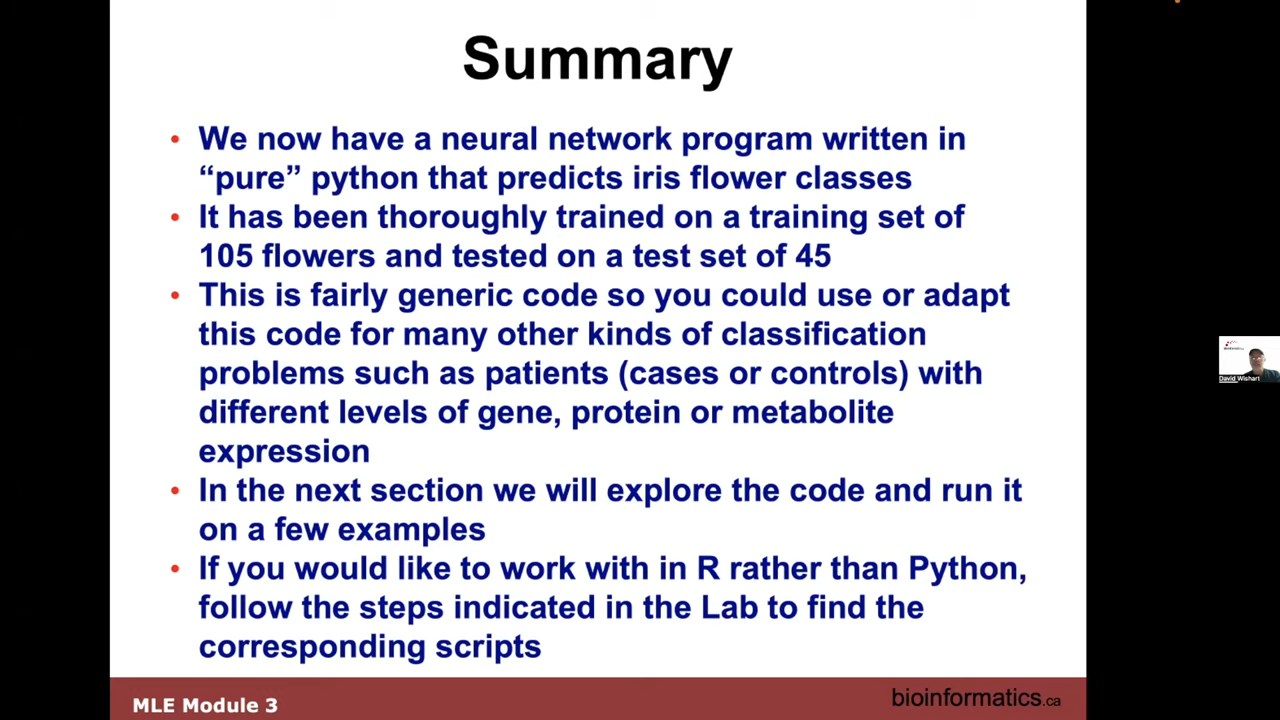 Summary
• We now have a neural network program written in
“pure” python that predicts iris flower classes
• It has been thoroughly trained on a training set of
105 flowers and tested on a test set of 45
• This is fairly generic code so you could use or adapt
this code for many other kinds of classification
problems such as patients (cases or controls) with
different levels of gene, protein or metabolite
expression
• In the next section we will explore the code and run it
on a few examples
• If you would like to work with in R rather than Python,
follow the steps indicated in the Lab to find the
corresponding scripts
David Wishart
MLE Module 3
bioinformatics.ca